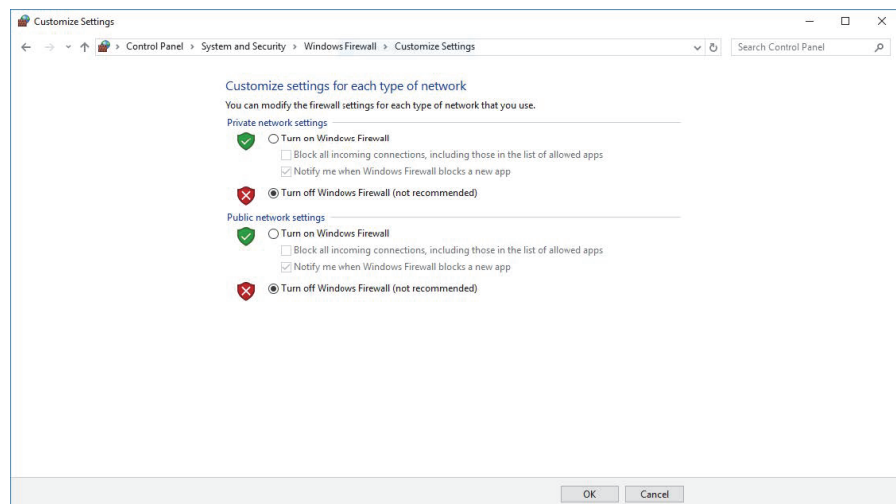 Customize Settings
Control Panel > System and Security > Windows Firewall > Customize Settings
Search Control Panel
Customize settings for each type of network
You can modify the firewall settings for each type of network that you use.
Private network settings
Turn on Windows Firewall
Block all incoming connections, including those in the list of allowed apps
Notify me when Windows Firewall blocks a new app
Turn off Windows Firewall (not recommended)
Public network settings
Turn on Windows Firewall
Block all incoming connections, including those in the list of allowed apps
Notify me when Windows Firewall blocks a new app
Turn off Windows Firewall (not recommended)
OK Cancel